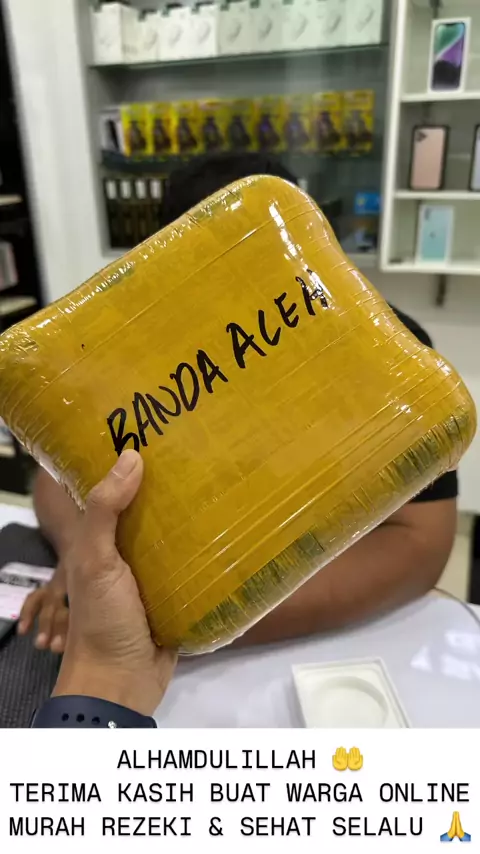 BANDA ACEH
ALHAMDULILLAH 🤲
TERIMA KASIH BUAT WARGA ONLINE
MURAH REZEKI & SEHAT SELALU 🙏